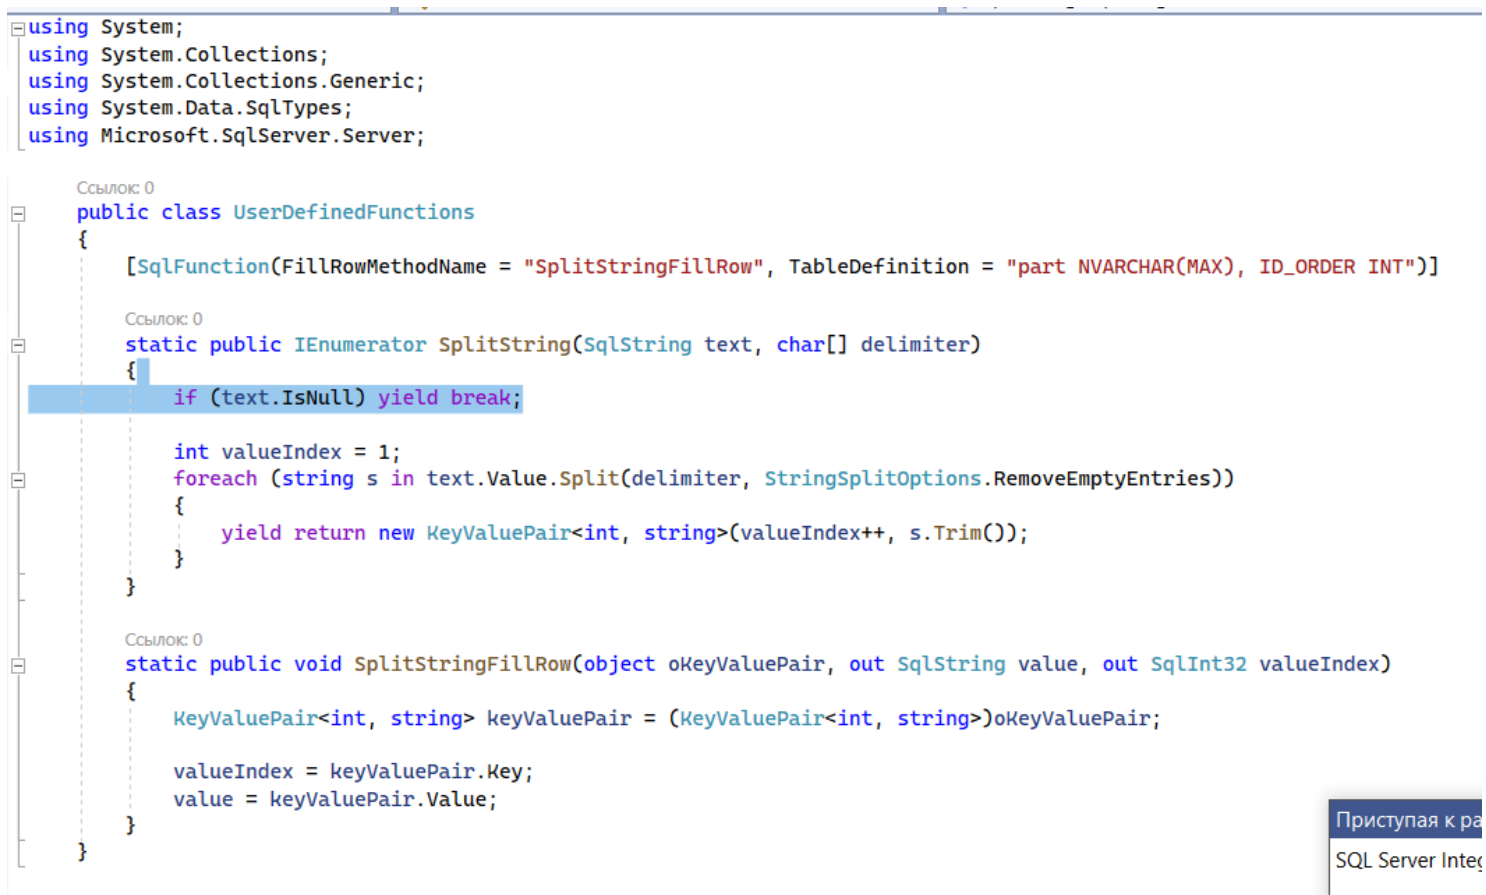 using System;
using System.Collections;
using System.Collections.Generic;
using System.Data.SqlTypes;
using Microsoft.SqlServer.Server;
Ссылок: 0
public class UserDefinedFunctions
{
[SqlFunction(FillRowMethodName = "SplitStringFillRow", TableDefinition = "part NVARCHAR(MAX), ID_ORDER INT")]
Ссылок: 0
static public IEnumerator SplitString(SqlString text, char[] delimiter)
{
if (text.IsNull) yield break;
int valueIndex = 1;
foreach (string s in text.Value.Split(delimiter, StringSplitOptions.RemoveEmptyEntries))
{
yield return new KeyValuePair<int, string>(valueIndex++, s.Trim());
}
}
Ссылок: 0
static public void SplitStringFillRow(object oKeyValuePair, out SqlString value, out SqlInt32 valueIndex)
{
KeyValuePair<int, string> keyValuePair = (KeyValuePair<int, string>)oKeyValuePair;
valueIndex = keyValuePair.Key;
value = keyValuePair.Value;
}
}
Приступая к ра
SQL Server Integ